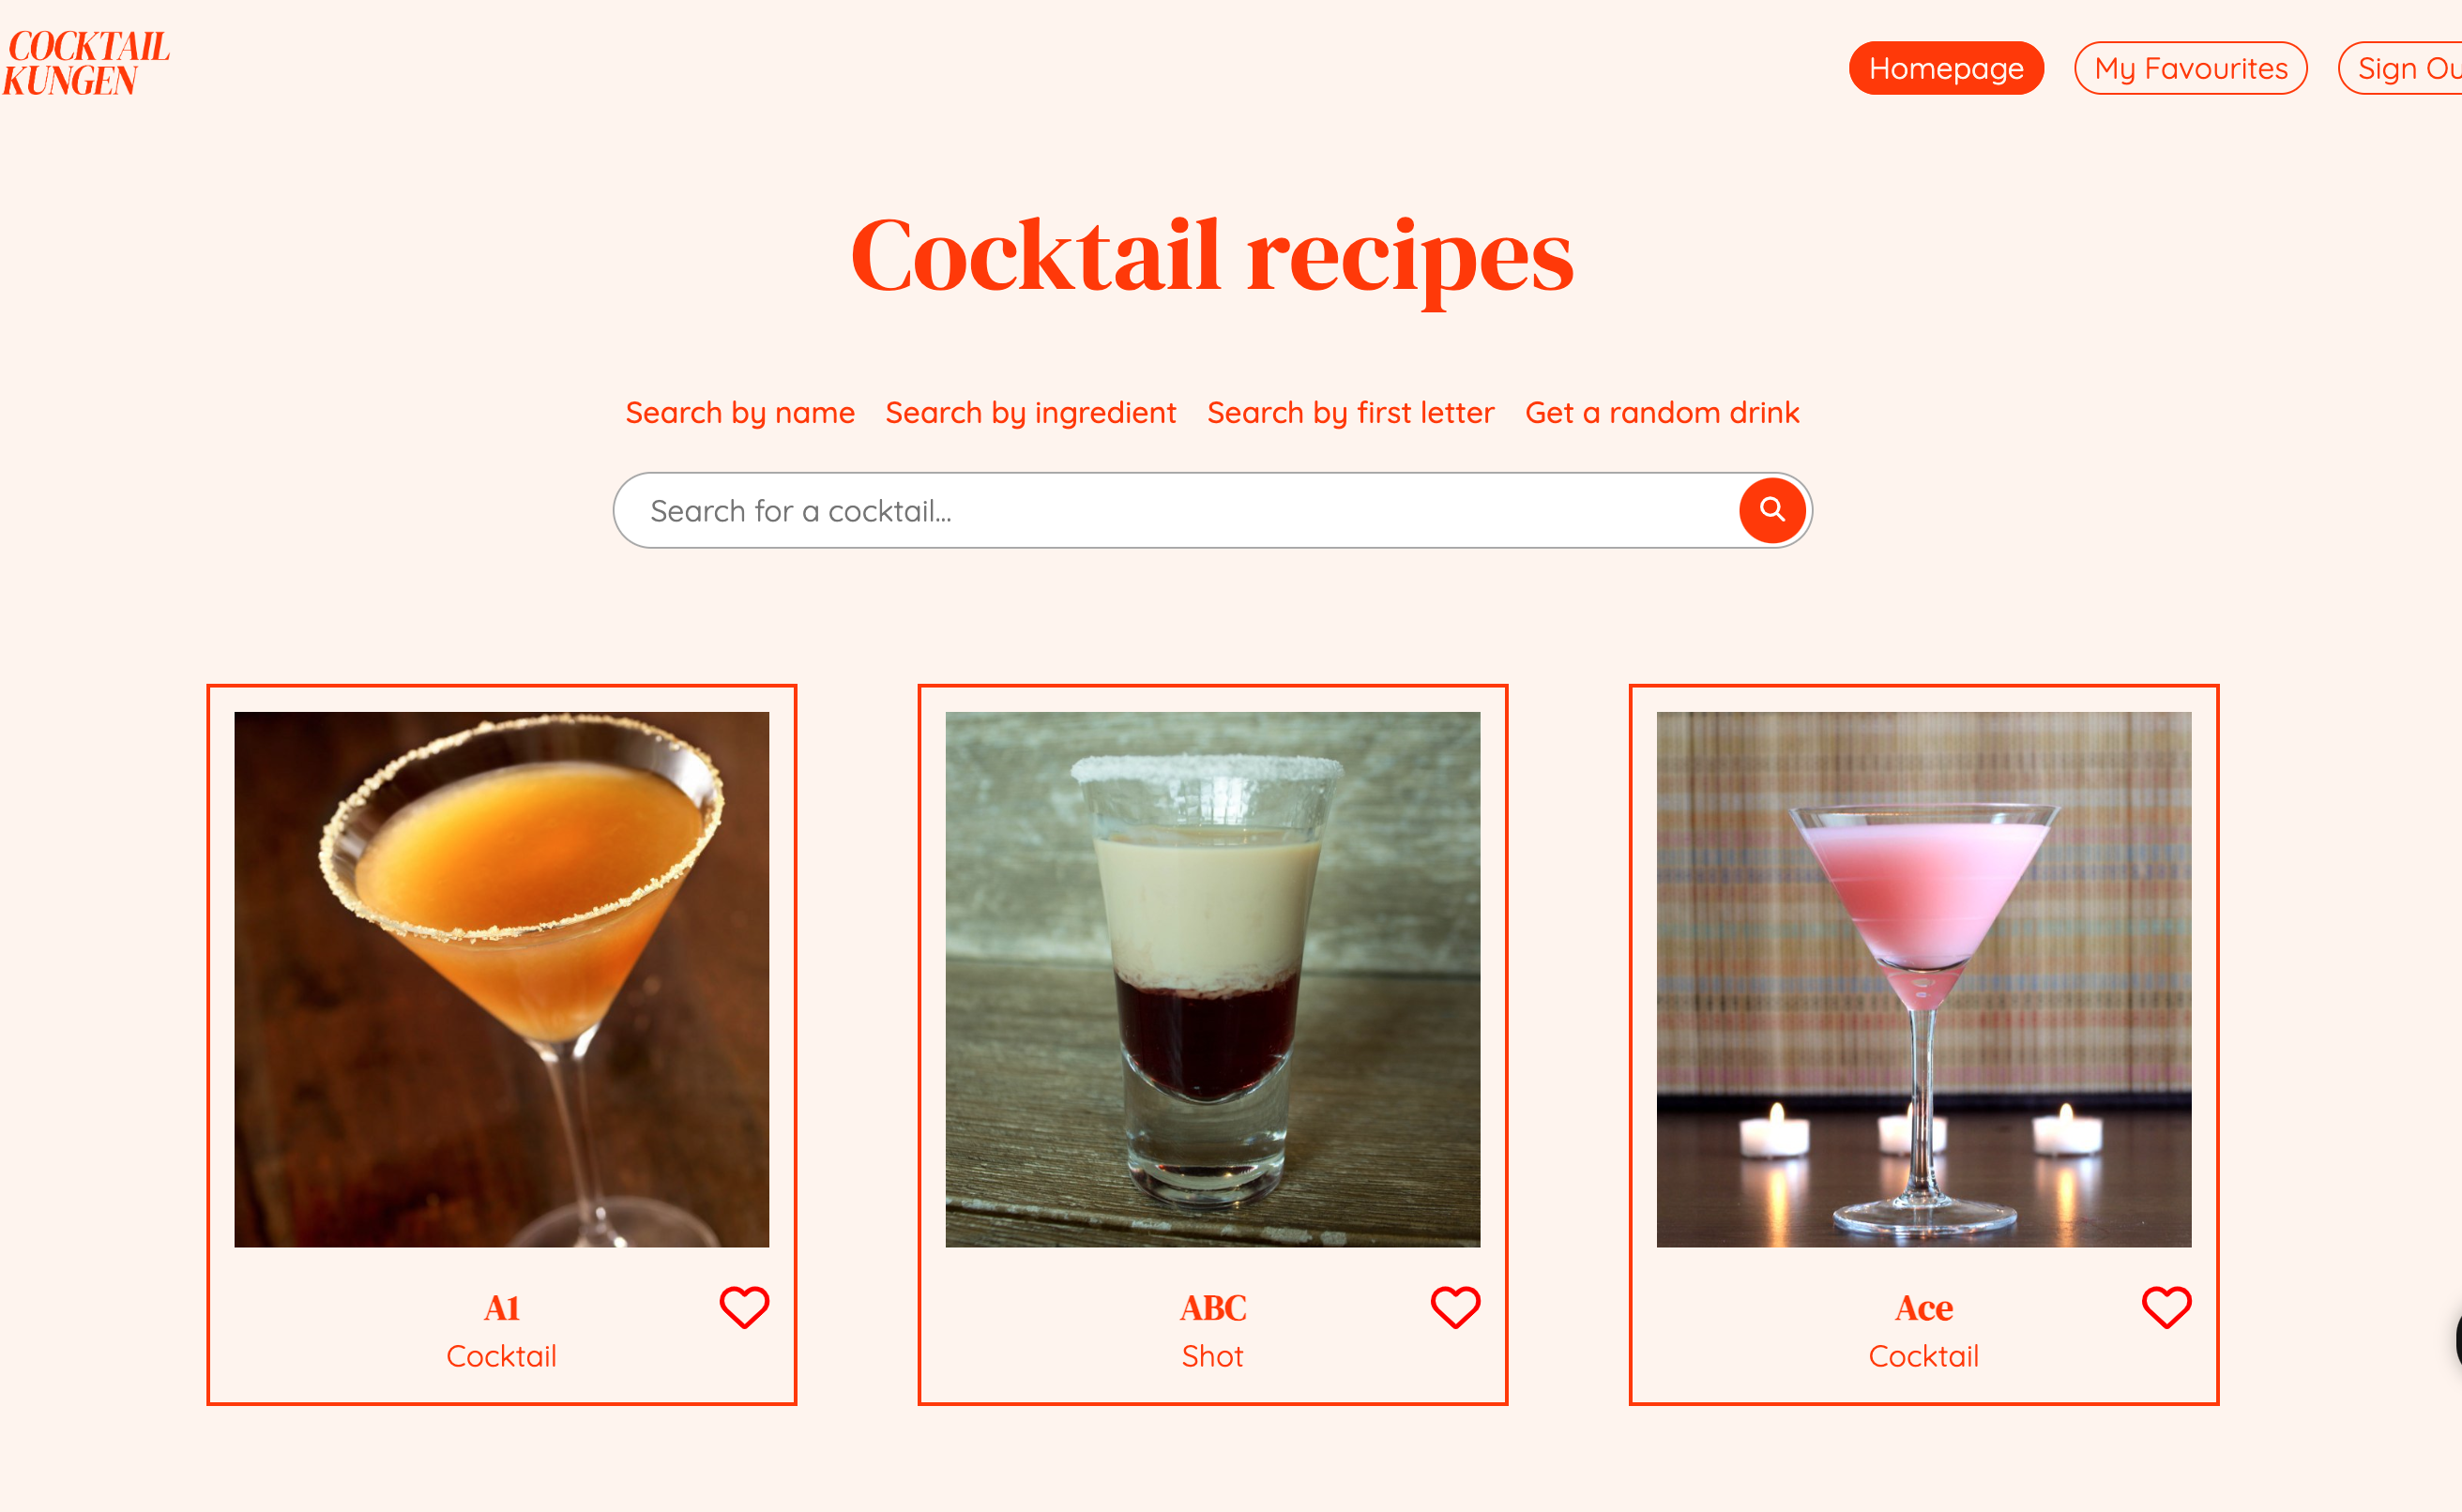 COCKTAIL
KUNGEN
Homepage My Favourites Sign Ou
Cocktail recipes
Search by name Search by ingredient Search by first letter Get a random drink
Search for a cocktail...
A1
Cocktail
ABC
Shot
Ace
Cocktail